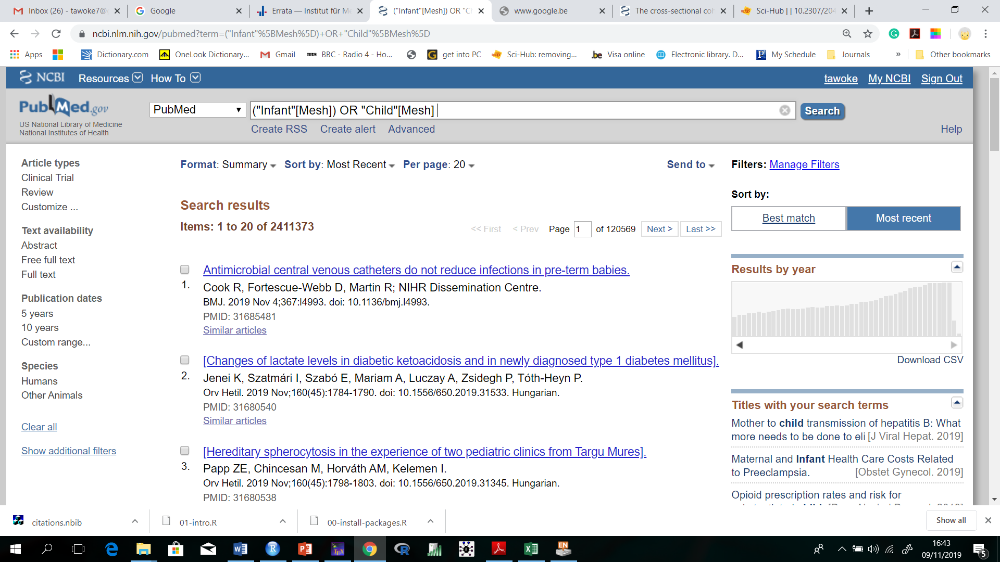 Inbox (26) - tawoke7@
Google
Errata — Institut für Me
("Infant"[Mesh]) OR "Cl
www.google.be
The cross-sectional coh
Sci-Hub | | 10.2307/204
ncbi.nlm.nih.gov/pubmed?term=("Infant"%5BMesh%5D)+OR+"Child"%5BMesh%5D
Apps
Dictionary.com
OneLook Dictionary...
Gmail
BBC - Radio 4 - Ho...
get into PC
Sci-Hub: removing...
.be Visa online
Electronic library. D...
My Schedule
Journals
»
Other bookmarks
NCBI Resources How To
tawoke My NCBI Sign Out
PubMed.gov
US National Library of Medicine
National Institutes of Health
PubMed
("Infant"[Mesh]) OR "Child"[Mesh]
Search
Create RSS Create alert Advanced
Help
Article types
Clinical Trial
Review
Customize ...
Text availability
Abstract
Free full text
Full text
Publication dates
5 years
10 years
Custom range...
Species
Humans
Other Animals
Clear all
Show additional filters
Format: Summary Sort by: Most Recent Per page: 20
Send to
Search results
Items: 1 to 20 of 2411373
<< First < Prev Page 1 of 120569 Next > Last >>
Antimicrobial central venous catheters do not reduce infections in pre-term babies.
1. Cook R, Fortescue-Webb D, Martin R; NIHR Dissemination Centre.
BMJ. 2019 Nov 4;367:l4993. doi: 10.1136/bmj.l4993.
PMID: 31685481
Similar articles
[Changes of lactate levels in diabetic ketoacidosis and in newly diagnosed type 1 diabetes mellitus].
2. Jenei K, Szatmári I, Szabó E, Mariam A, Luczay A, Zsidegh P, Tóth-Heyn P.
Orv Hetil. 2019 Nov;160(45):1784-1790. doi: 10.1556/650.2019.31533. Hungarian.
PMID: 31680540
Similar articles
[Hereditary spherocytosis in the experience of two pediatric clinics from Targu Mures].
3. Papp ZE, Chincesan M, Horváth AM, Kelemen I.
Orv Hetil. 2019 Nov;160(45):1798-1803. doi: 10.1556/650.2019.31345. Hungarian.
PMID: 31680538
Filters: Manage Filters
Sort by:
Best match
Most recent
Results by year
Download CSV
Titles with your search terms
Mother to child transmission of hepatitis B: What
more needs to be done to eli [J Viral Hepat. 2019]
Maternal and Infant Health Care Costs Related
to Preeclampsia. [Obstet Gynecol. 2019]
Opioid prescription rates and risk for
citations.nbib
01-intro.R
00-install-packages.R
Show all
16:43
09/11/2019
5